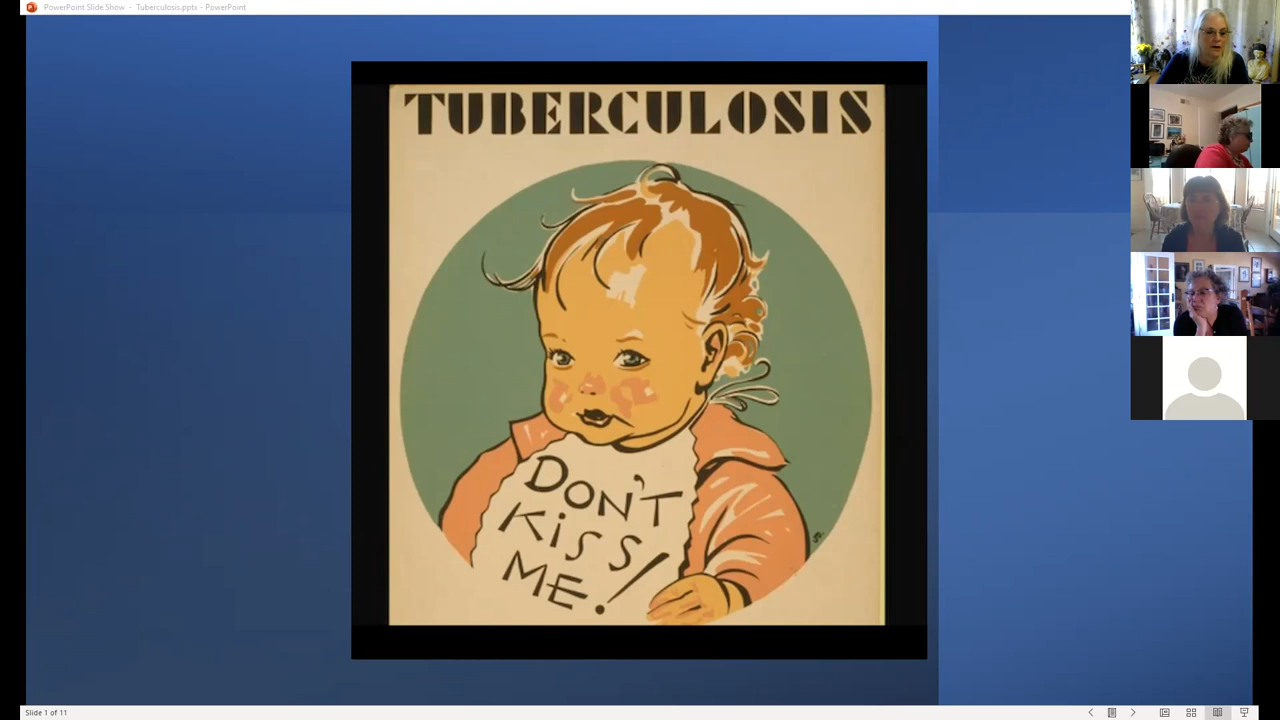 PowerPoint Slide Show - Tuberculosis.pptx - PowerPoint
TUBERCULOSIS
DON'T
KiSS
ME!
Slide 1 of 11